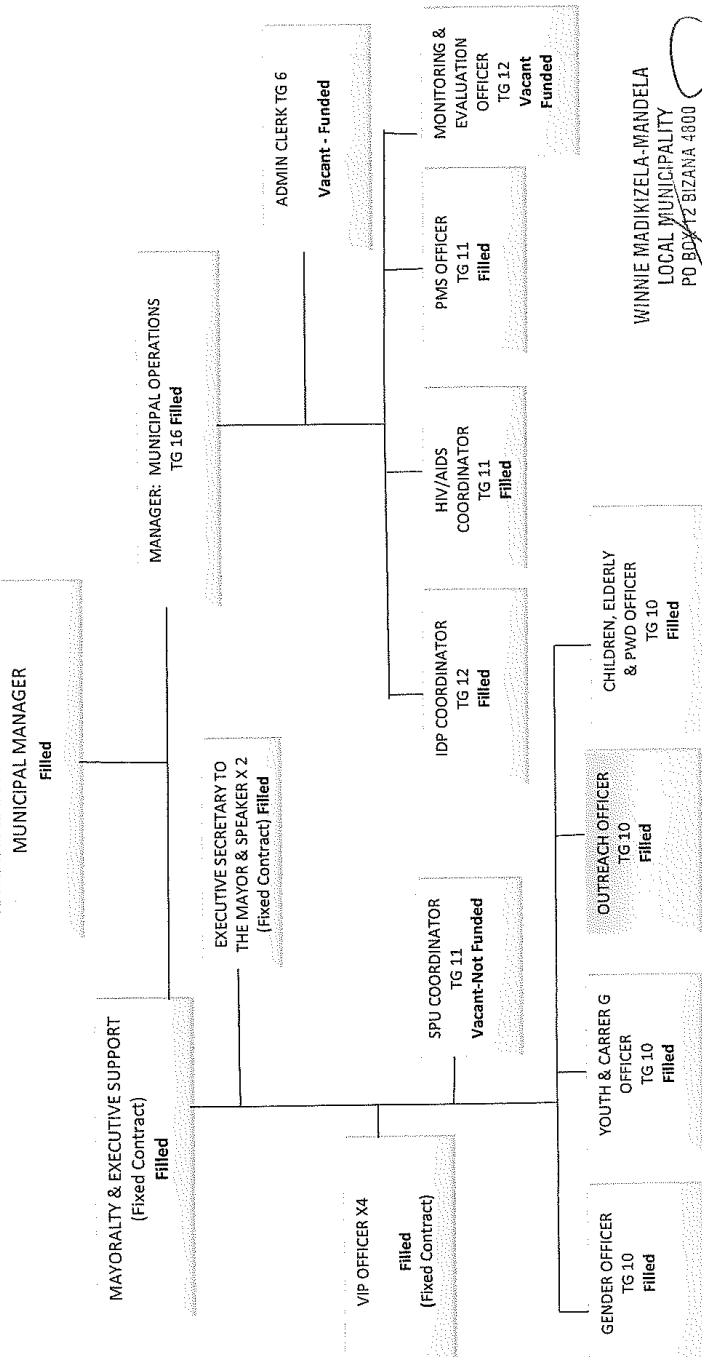 MUNICIPAL MANAGER
Filled
MAYORALTY & EXECUTIVE SUPPORT
(Fixed Contract)
Filled
MANAGER: MUNICIPAL OPERATIONS
TG 16 Filled
EXECUTIVE SECRETARY TO
THE MAYOR & SPEAKER X 2
(Fixed Contract) Filled
ADMIN CLERK TG 6
Vacant - Funded
VIP OFFICER X4
Filled
(Fixed Contract)
SPU COORDINATOR
TG 11
Vacant-Not Funded
IDP COORDINATOR
TG 12
Filled
HIV/AIDS
COORDINATOR
TG 11
Filled
PMS OFFICER
TG 11
Filled
MONITORING &
EVALUATION
OFFICER
TG 12
Vacant
Funded
GENDER OFFICER
TG 10
Filled
YOUTH & CARRER G
OFFICER
TG 10
Filled
OUTREACH OFFICER
TG 10
Filled
CHILDREN, ELDERLY
& PWD OFFICER
TG 10
Filled
WINNIE MADIKIZELA-MANDELA
LOCAL MUNICIPALITY
PO BOX 12 BIZANA 4800